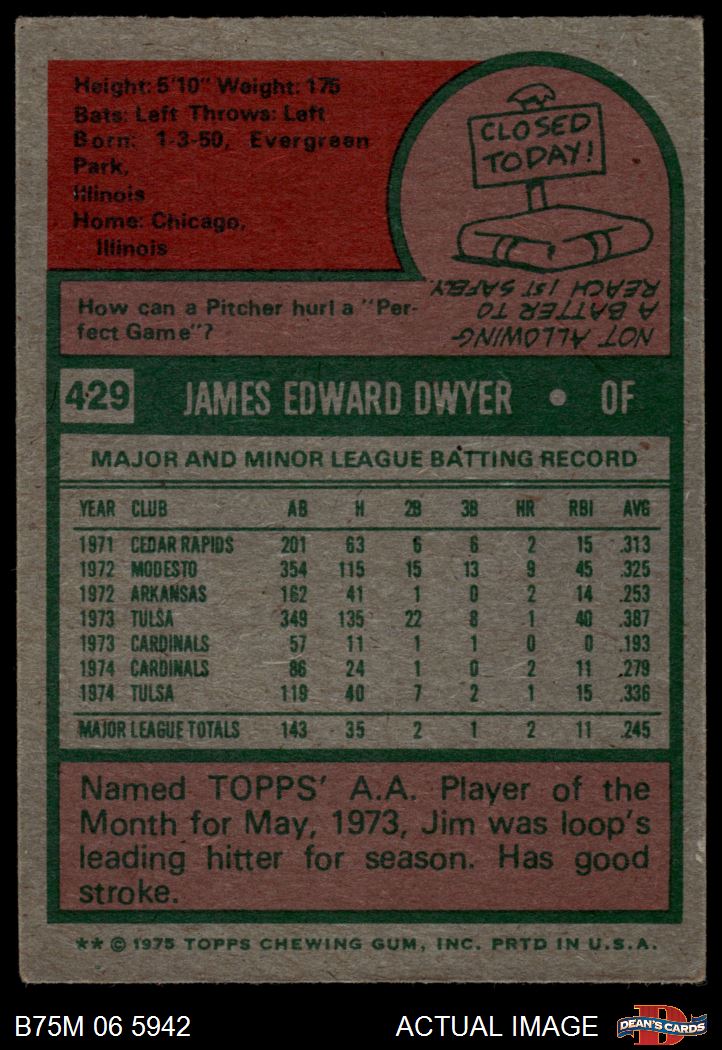 Height: 5'10" Weight: 175
Bats: Left Throws: Left
Born: 1-3-50, Evergreen
Park,
Illinois
Home: Chicago,
Illinois
CLOSED
TODAY!
How can a Pitcher hurl a "Per-
fect Game"?
NOT ALLOWING
A BATTER TO
REACH 1ST SAFELY.
429 JAMES EDWARD DWYER • OF
MAJOR AND MINOR LEAGUE BATTING RECORD
YEAR CLUB AB H 2B 3B HR RBI AVG
1971 CEDAR RAPIDS 201 63 6 6 2 15 .313
1972 MODESTO 354 115 15 13 9 45 .325
1972 ARKANSAS 162 41 1 0 2 14 .253
1973 TULSA 349 135 22 8 1 40 .387
1973 CARDINALS 57 11 1 1 0 0 .193
1974 CARDINALS 86 24 1 0 2 11 .279
1974 TULSA 119 40 7 2 1 15 .336
MAJOR LEAGUE TOTALS 143 35 2 1 2 11 .245
Named TOPPS' A.A. Player of the
Month for May, 1973, Jim was loop's
leading hitter for season. Has good
stroke.
** © 1975 TOPPS CHEWING GUM, INC. PRTD IN U.S.A.
B75M 06 5942 ACTUAL IMAGE D DEAN'S CARDS